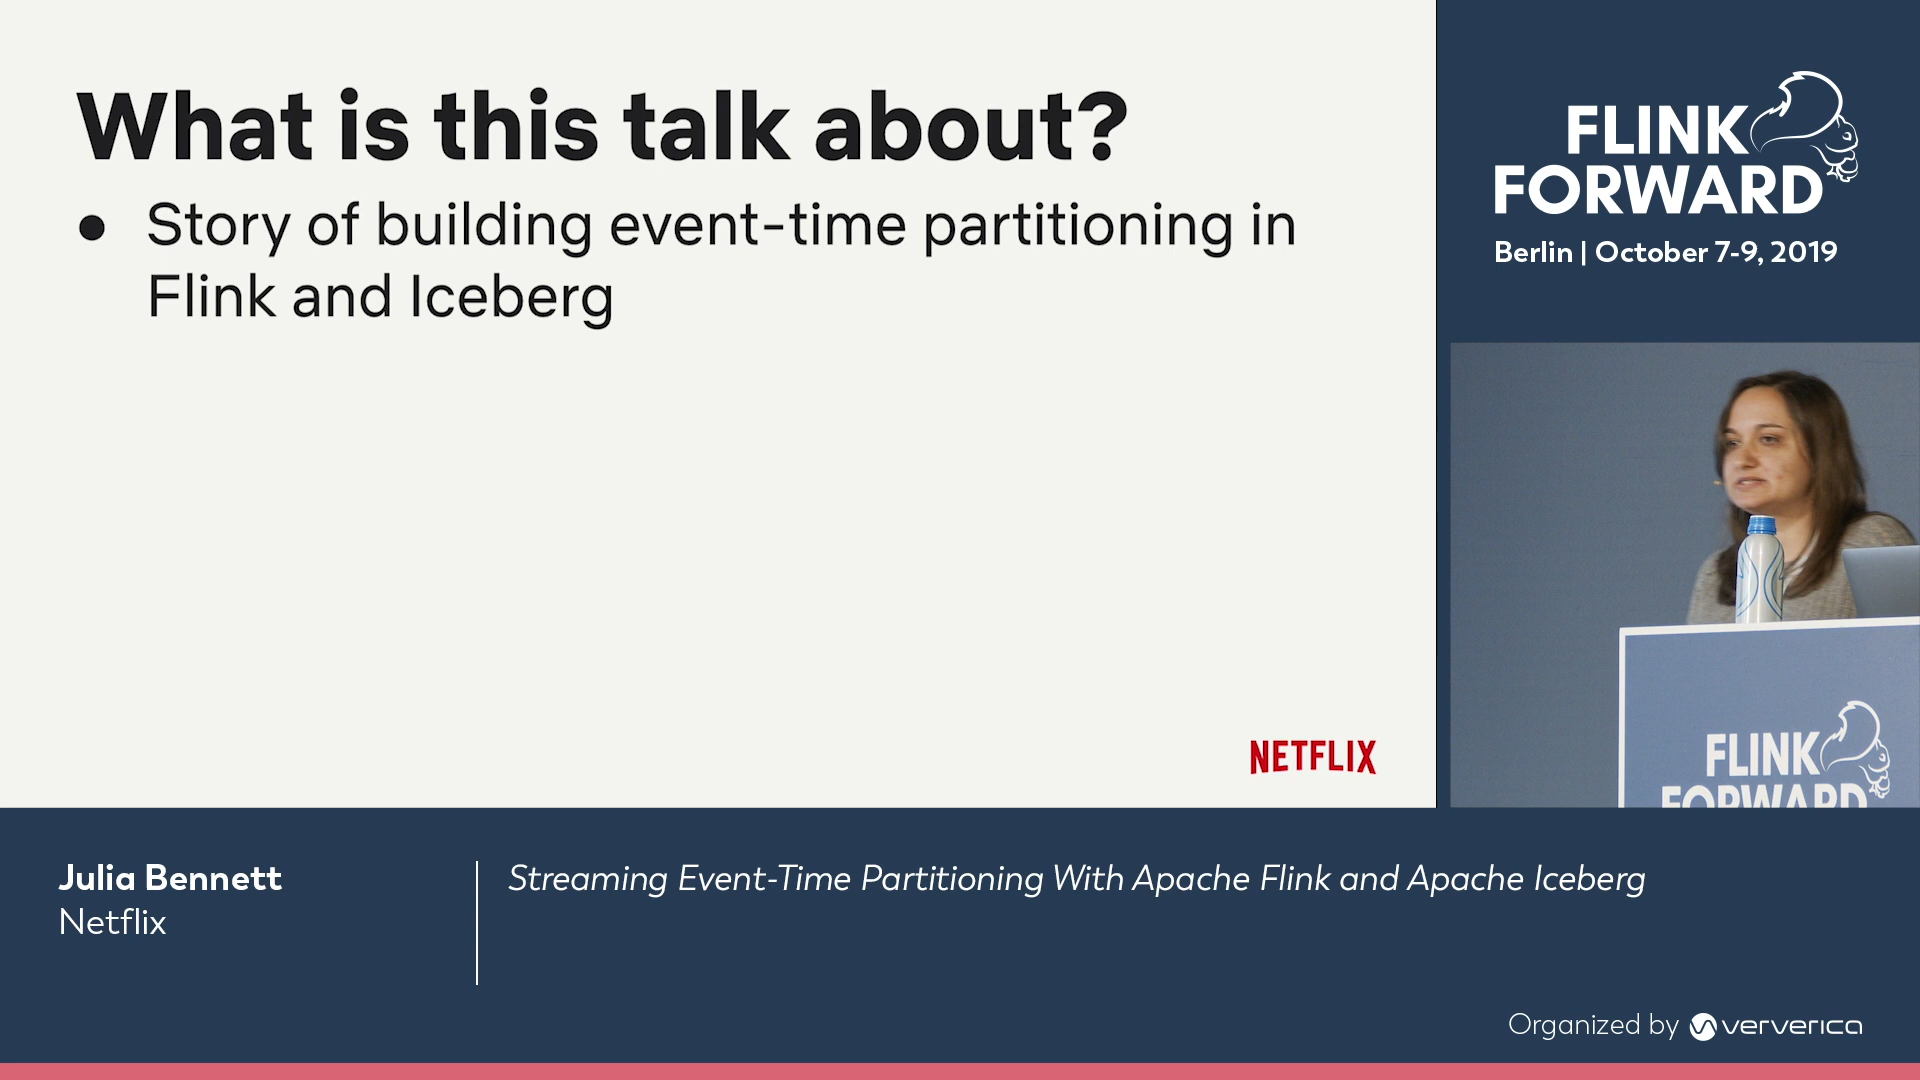 What is this talk about?
● Story of building event-time partitioning in
Flink and Iceberg
NETFLIX
FLINK
FORWARD
Berlin | October 7-9, 2019
FLINK
FORWARD
Julia Bennett
Netflix
Streaming Event-Time Partitioning With Apache Flink and Apache Iceberg
Organized by ververica